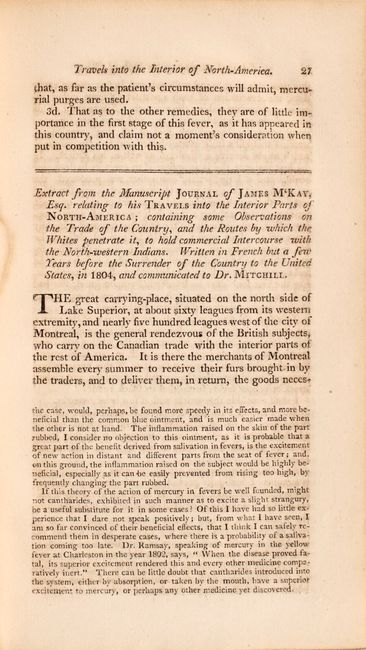 Travels into the Interior of North-America. 27
that, as far as the patient's circumstances will admit, mercu-
rial purges are used.
3d. That as to the other remedies, they are of little im-
portance in the first stage of this fever, as it has appeared in
this country, and claim not a moment's consideration when
put in competition with this.
Extract from the Manuscript JOURNAL of JAMES M'KAY,
Esq. relating to his TRAVELS into the Interior Parts of
NORTH-AMERICA; containing some Observations on
the Trade of the Country, and the Routes by which the
Whites penetrate it, to hold commercial Intercourse with
the North-western Indians. Written in French but a few
Years before the Surrender of the Country to the United
States, in 1804, and communicated to Dr. MITCHILL.
THE great carrying-place, situated on the north side of
Lake Superior, at about sixty leagues from its western
extremity, and nearly five hundred leagues west of the city of
Montreal, is the general rendezvous of the British subjects,
who carry on the Canadian trade with the interior parts of
the rest of America. It is there the merchants of Montreal
assemble every summer to receive their furs brought in by
the traders, and to deliver them, in return, the goods neces-
the case, would, perhaps, be found more speedy in its effects, and more be-
neficial than the common blue ointment, and is much easier made when
the other is not at hand. The inflammation raised on the skin of the part
rubbed, I consider no objection to this ointment, as it is probable that a
great part of the benefit derived from salivation in fevers, is the excitement
of new action in distant and different parts from the seat of fever; and,
on this ground, the inflammation raised on the subject would be highly be-
neficial, especially as it can be easily prevented from rising too high, by
frequently changing the part rubbed.
If this theory of the action of mercury in fevers be well founded, might
not cantharides, exhibited in such manner as to excite a slight strangury,
be a useful substitute for it in some cases? Of this I have had so little ex-
perience that I dare not speak positively; but, from what I have seen, I
am so far convinced of their beneficial effects, that I think I can safely re-
commend them in desperate cases, where there is a probability of a saliva-
tion coming too late. Dr. Ramsay, speaking of mercury in the yellow
fever at Charleston in the year 1802, says, "When the disease proved fa-
tal, its superior excitement rendered this and every other medicine compa-
ratively inert." There can be little doubt that cantharides introduced into
the system, either by absorption, or taken by the mouth, have a superior
excitement to mercury, or perhaps any other medicine yet discovered.